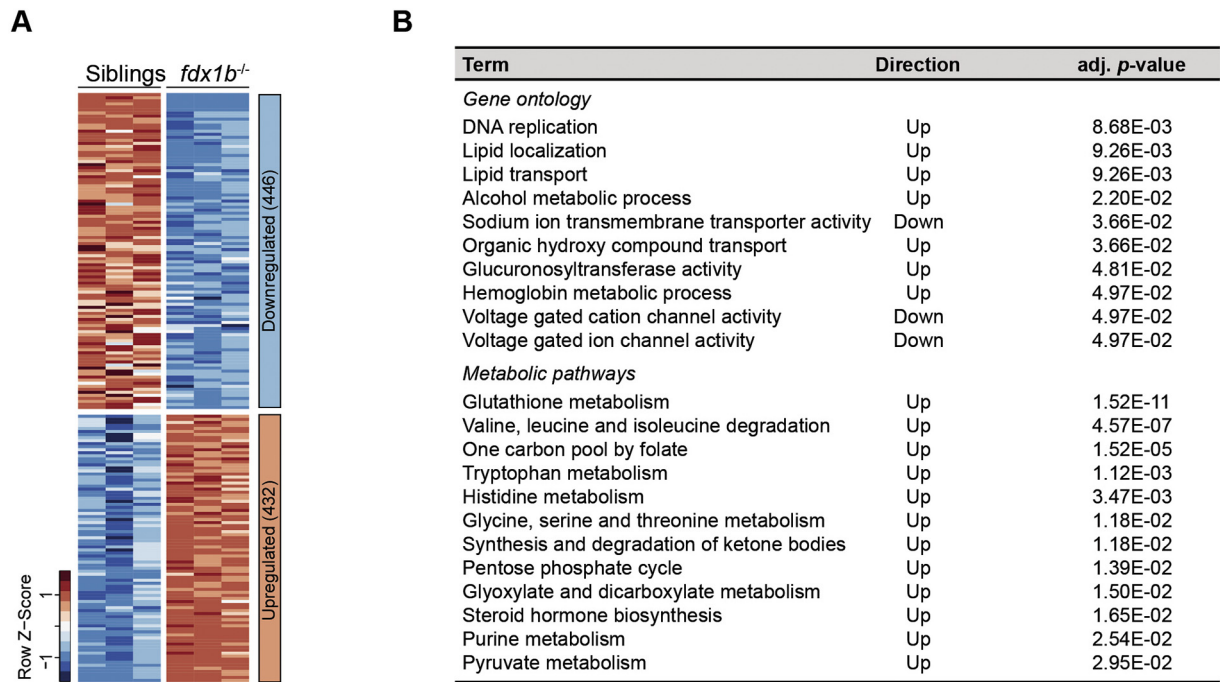 A
B
Siblings fdx1b-/-
Downregulated (446)
Upregulated (432)
Row Z−Score
1
−1
Term Direction adj. p-value
Gene ontology
DNA replication Up 8.68E-03
Lipid localization Up 9.26E-03
Lipid transport Up 9.26E-03
Alcohol metabolic process Up 2.20E-02
Sodium ion transmembrane transporter activity Down 3.66E-02
Organic hydroxy compound transport Up 3.66E-02
Glucuronosyltransferase activity Up 4.81E-02
Hemoglobin metabolic process Up 4.97E-02
Voltage gated cation channel activity Down 4.97E-02
Voltage gated ion channel activity Down 4.97E-02
Metabolic pathways
Glutathione metabolism Up 1.52E-11
Valine, leucine and isoleucine degradation Up 4.57E-07
One carbon pool by folate Up 1.52E-05
Tryptophan metabolism Up 1.12E-03
Histidine metabolism Up 3.47E-03
Glycine, serine and threonine metabolism Up 1.18E-02
Synthesis and degradation of ketone bodies Up 1.18E-02
Pentose phosphate cycle Up 1.39E-02
Glyoxylate and dicarboxylate metabolism Up 1.50E-02
Steroid hormone biosynthesis Up 1.65E-02
Purine metabolism Up 2.54E-02
Pyruvate metabolism Up 2.95E-02